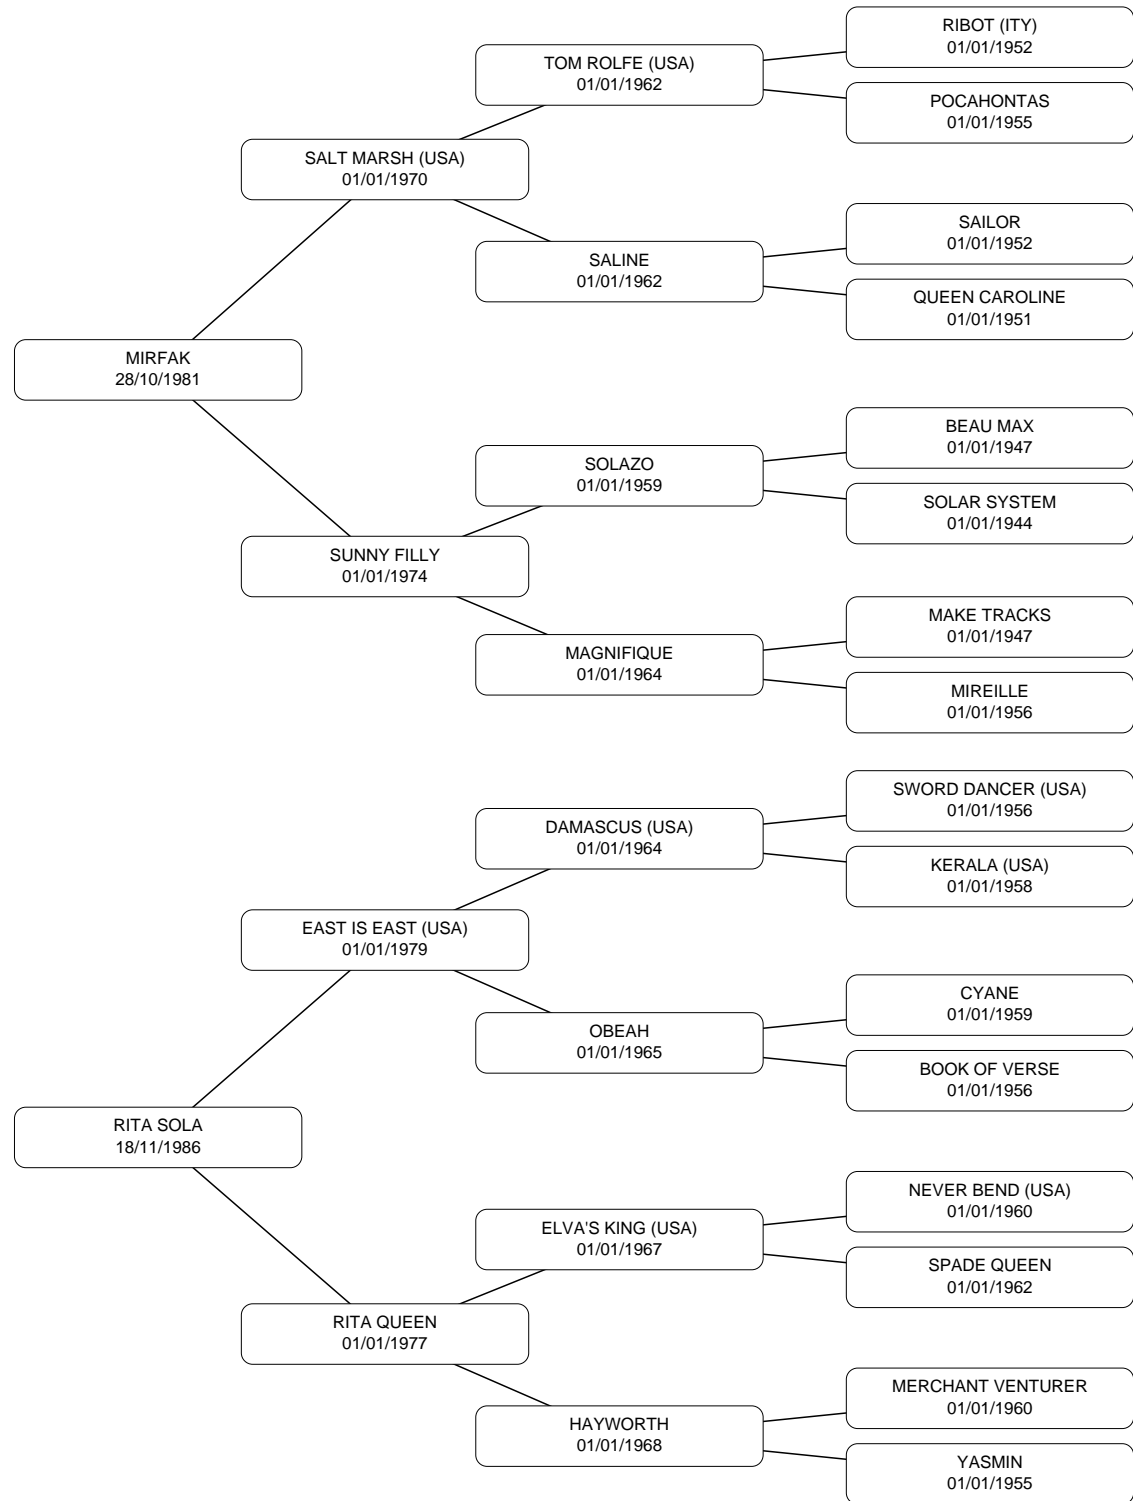 RIBOT (ITY)
01/01/1952
TOM ROLFE (USA)
01/01/1962
POCAHONTAS
01/01/1955
SALT MARSH (USA)
01/01/1970
SAILOR
01/01/1952
SALINE
01/01/1962
QUEEN CAROLINE
01/01/1951
MIRFAK
28/10/1981
BEAU MAX
01/01/1947
SOLAZO
01/01/1959
SOLAR SYSTEM
01/01/1944
SUNNY FILLY
01/01/1974
MAKE TRACKS
01/01/1947
MAGNIFIQUE
01/01/1964
MIREILLE
01/01/1956
SWORD DANCER (USA)
01/01/1956
DAMASCUS (USA)
01/01/1964
KERALA (USA)
01/01/1958
EAST IS EAST (USA)
01/01/1979
CYANE
01/01/1959
OBEAH
01/01/1965
BOOK OF VERSE
01/01/1956
RITA SOLA
18/11/1986
NEVER BEND (USA)
01/01/1960
ELVA'S KING (USA)
01/01/1967
SPADE QUEEN
01/01/1962
RITA QUEEN
01/01/1977
MERCHANT VENTURER
01/01/1960
HAYWORTH
01/01/1968
YASMIN
01/01/1955